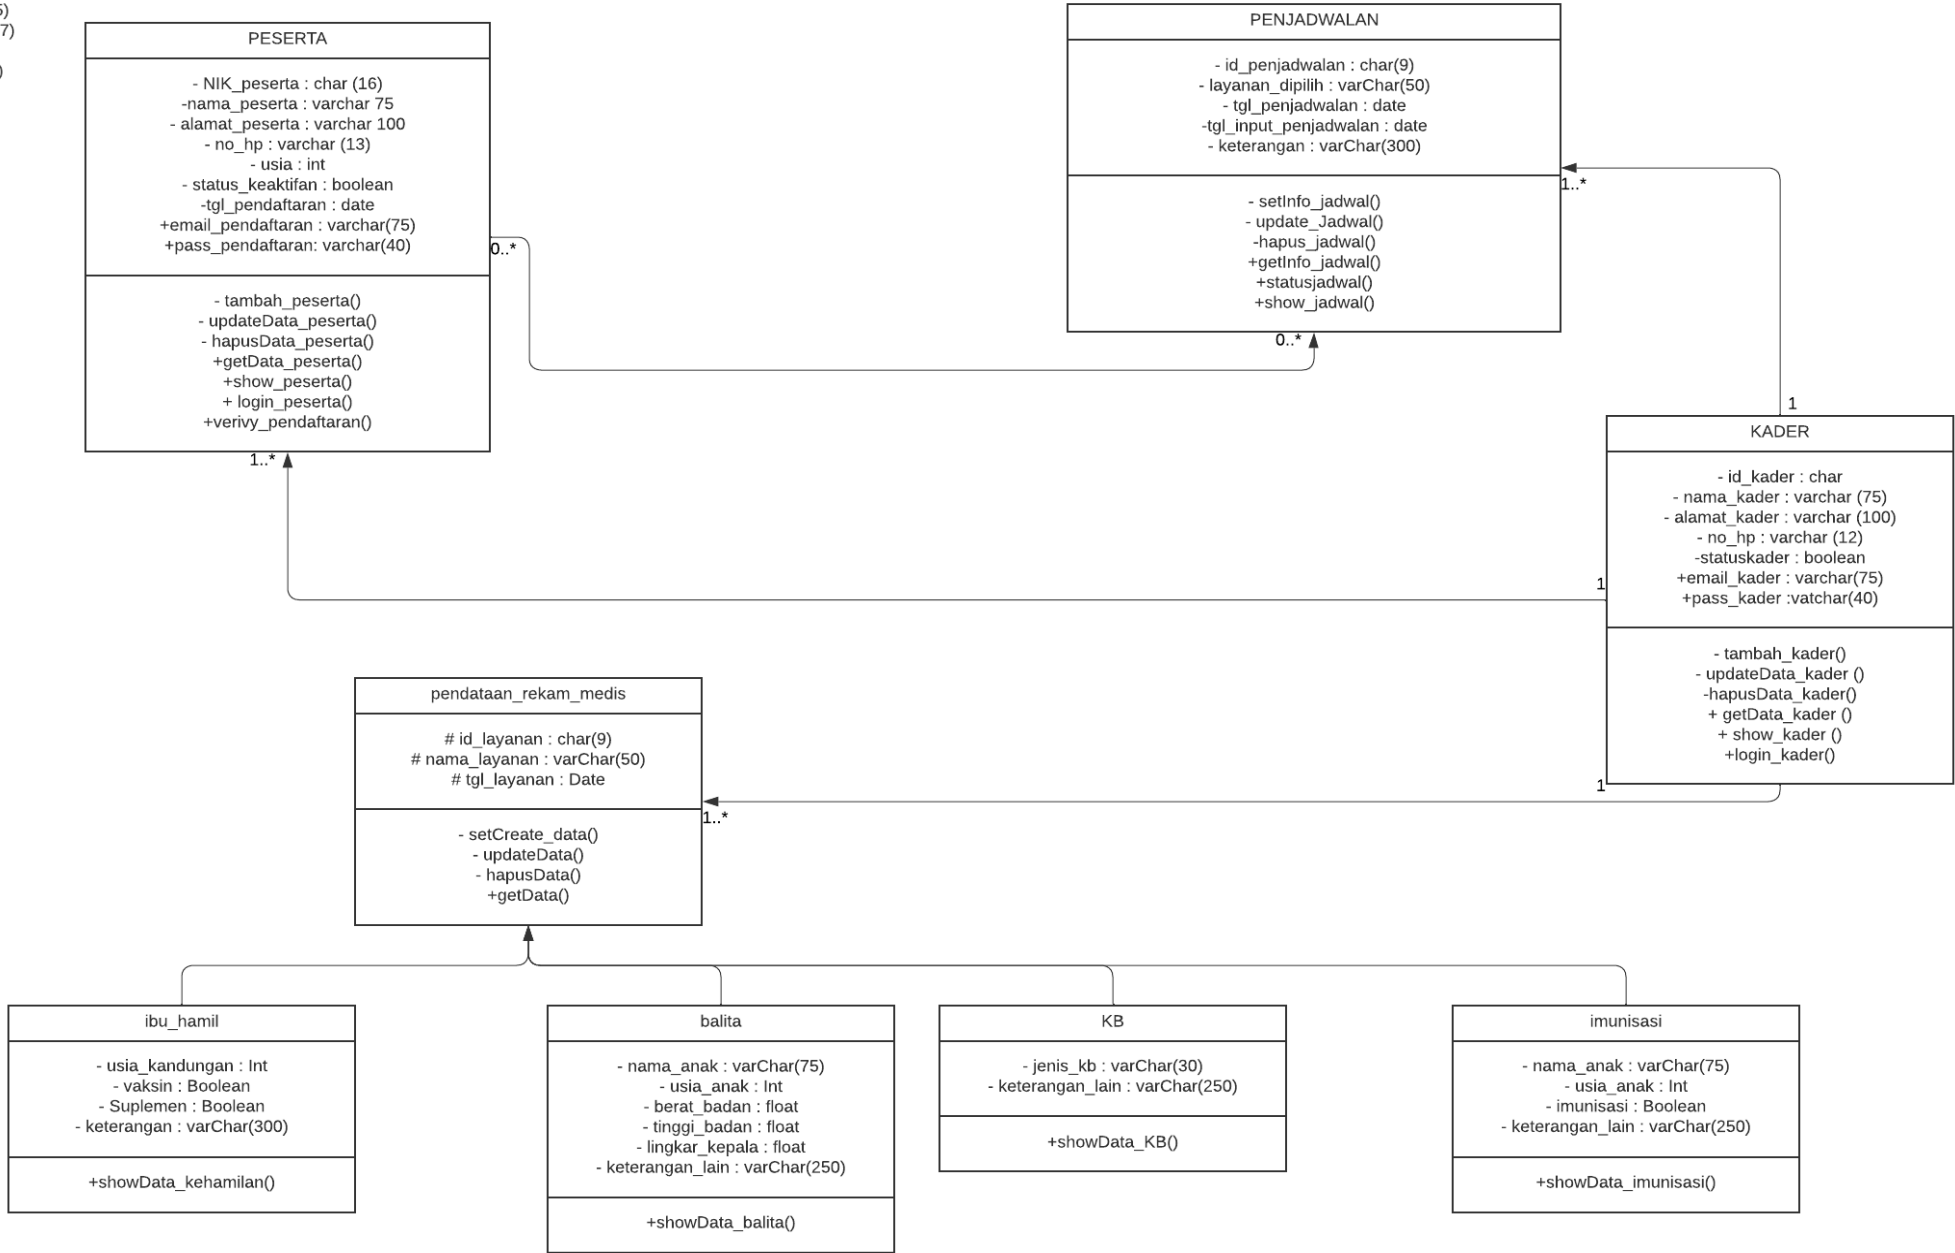 5)
7)
)
PESERTA
- NIK_peserta : char (16)
-nama_peserta : varchar 75
- alamat_peserta : varchar 100
- no_hp : varchar (13)
- usia : int
- status_keaktifan : boolean
-tgl_pendaftaran : date
+email_pendaftaran : varchar(75)
+pass_pendaftaran: varchar(40)
- tambah_peserta()
- updateData_peserta()
- hapusData_peserta()
+getData_peserta()
+show_peserta()
+ login_peserta()
+verivy_pendaftaran()
0..*
1..*
PENJADWALAN
- id_penjadwalan : char(9)
- layanan_dipilih : varChar(50)
- tgl_penjadwalan : date
-tgl_input_penjadwalan : date
- keterangan : varChar(300)
- setInfo_jadwal()
- update_Jadwal()
-hapus_jadwal()
+getInfo_jadwal()
+statusjadwal()
+show_jadwal()
1..*
0..*
1
KADER
- id_kader : char
- nama_kader : varchar (75)
- alamat_kader : varchar (100)
- no_hp : varchar (12)
-statuskader : boolean
+email_kader : varchar(75)
+pass_kader :vatchar(40)
- tambah_kader()
- updateData_kader ()
-hapusData_kader()
+ getData_kader ()
+ show_kader ()
+login_kader()
1
1
pendataan_rekam_medis
# id_layanan : char(9)
# nama_layanan : varChar(50)
# tgl_layanan : Date
- setCreate_data()
- updateData()
- hapusData()
+getData()
1..*
ibu_hamil
- usia_kandungan : Int
- vaksin : Boolean
- Suplemen : Boolean
- keterangan : varChar(300)
+showData_kehamilan()
balita
- nama_anak : varChar(75)
- usia_anak : Int
- berat_badan : float
- tinggi_badan : float
- lingkar_kepala : float
- keterangan_lain : varChar(250)
+showData_balita()
KB
- jenis_kb : varChar(30)
- keterangan_lain : varChar(250)
+showData_KB()
imunisasi
- nama_anak : varChar(75)
- usia_anak : Int
- imunisasi : Boolean
- keterangan_lain : varChar(250)
+showData_imunisasi()